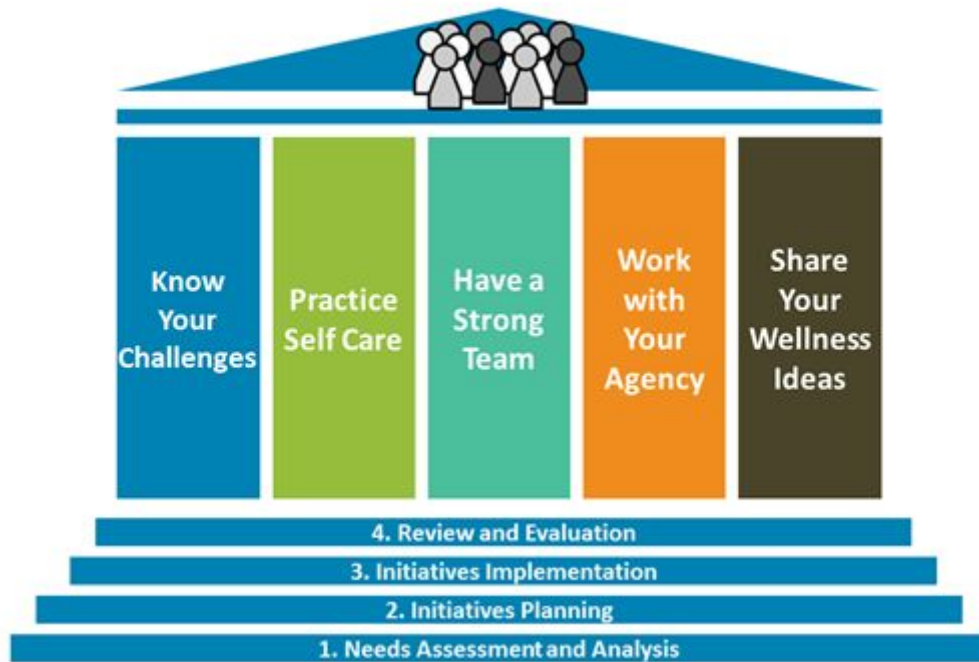 Know
Your
Challenges
Practice
Self Care
Have a
Strong
Team
Work
with
Your
Agency
Share
Your
Wellness
Ideas
4. Review and Evaluation
3. Initiatives Implementation
2. Initiatives Planning
1. Needs Assessment and Analysis